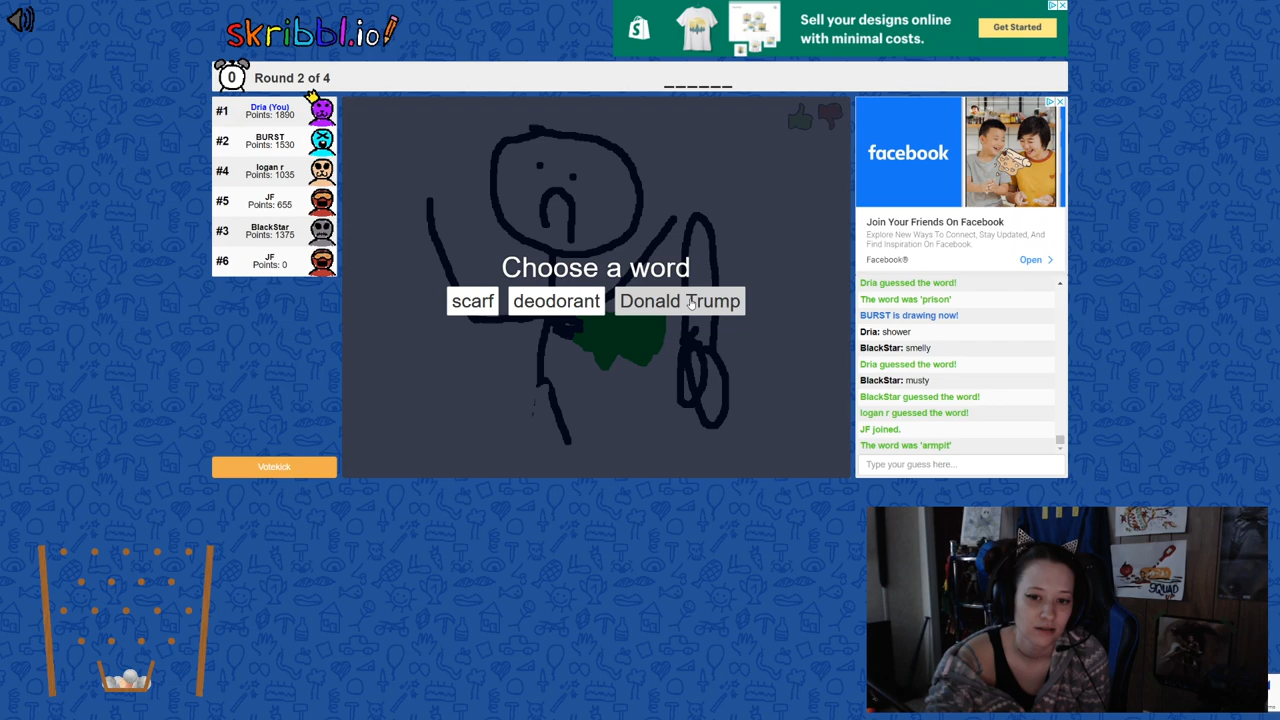 skribbl.io!
Sell your designs online
with minimal costs.
Get Started
0
Round 2 of 4
______
#1
Dria (You)
Points: 1890
#2
BURST
Points: 1530
#4
logan r
Points: 1035
#5
JF
Points: 655
#3
BlackStar
Points: 1375
#6
JF
Points: 0
Votekick
Choose a word
scarf
deodorant
Donald Trump
facebook
Join Your Friends On Facebook
Explore New Ways To Connect, Stay Updated, And
Find Inspiration On Facebook.
Facebook®
Open
Dria guessed the word!
The word was 'prison'
BURST is drawing now!
Dria: shower
BlackStar: smelly
Dria guessed the word!
BlackStar: musty
BlackStar guessed the word!
logan r guessed the word!
JF joined.
The word was 'armpit'
Type your guess here...
SQUAD